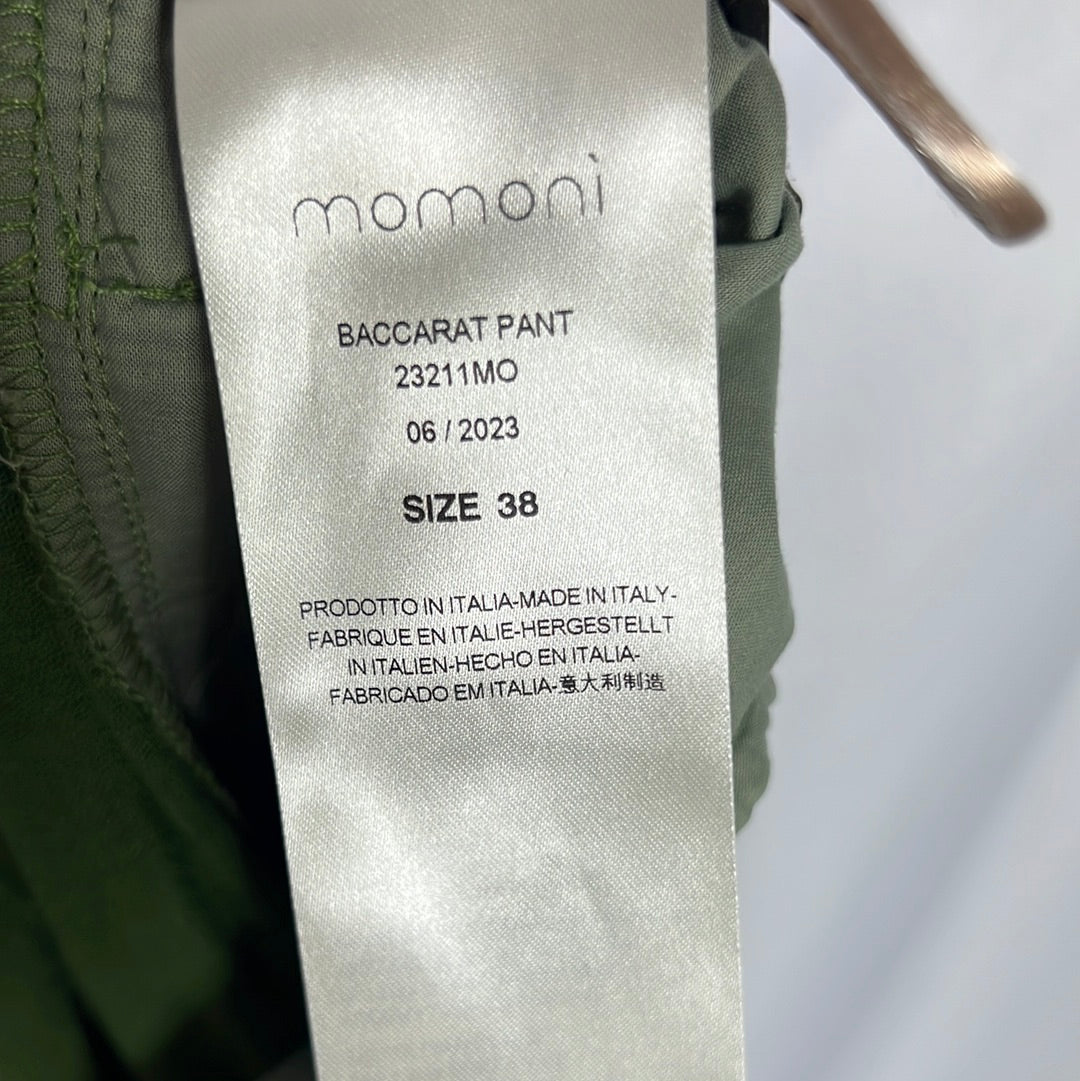 momonì
BACCARAT PANT
23211MO
06 / 2023
SIZE 38
PRODOTTO IN ITALIA-MADE IN ITALY-
FABRIQUE EN ITALIE-HERGESTELLT
IN ITALIEN-HECHO EN ITALIA-
FABRICADO EM ITALIA-意大利制造